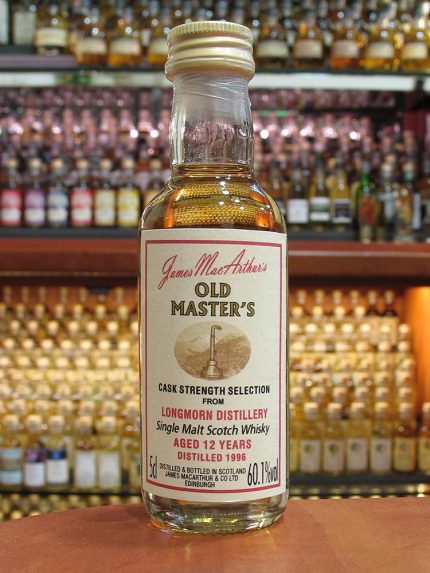 James MacArthur's
OLD
MASTER'S
CASK STRENGTH SELECTION
FROM
LONGMORN DISTILLERY
Single Malt Scotch Whisky
AGED 12 YEARS
DISTILLED 1996
5cl DISTILLED & BOTTLED IN SCOTLAND 60.1%vol
JAMES MACARTHUR & CO LTD
EDINBURGH